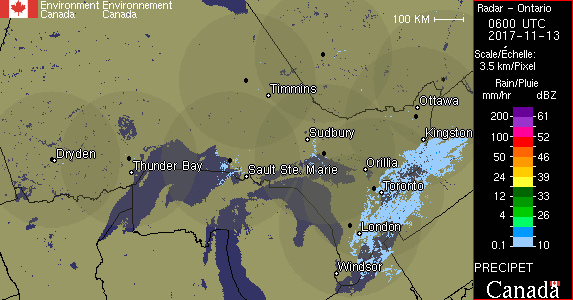 Environment Environnement
Canada Canada
100 KM
Timmins
Ottawa
Sudbury
Kingston
Dryden
Thunder Bay
Sault Ste. Marie
Orillia
Toronto
London
Windsor
Radar - Ontario
0600 UTC
2017-11-13
Scale/Échelle:
3.5 km/Pixel
Rain/Pluie
mm/hr dBZ
200 61
100 52
50 46
24 39
12 33
4 26
0.1 10
PRECIPET
Canada